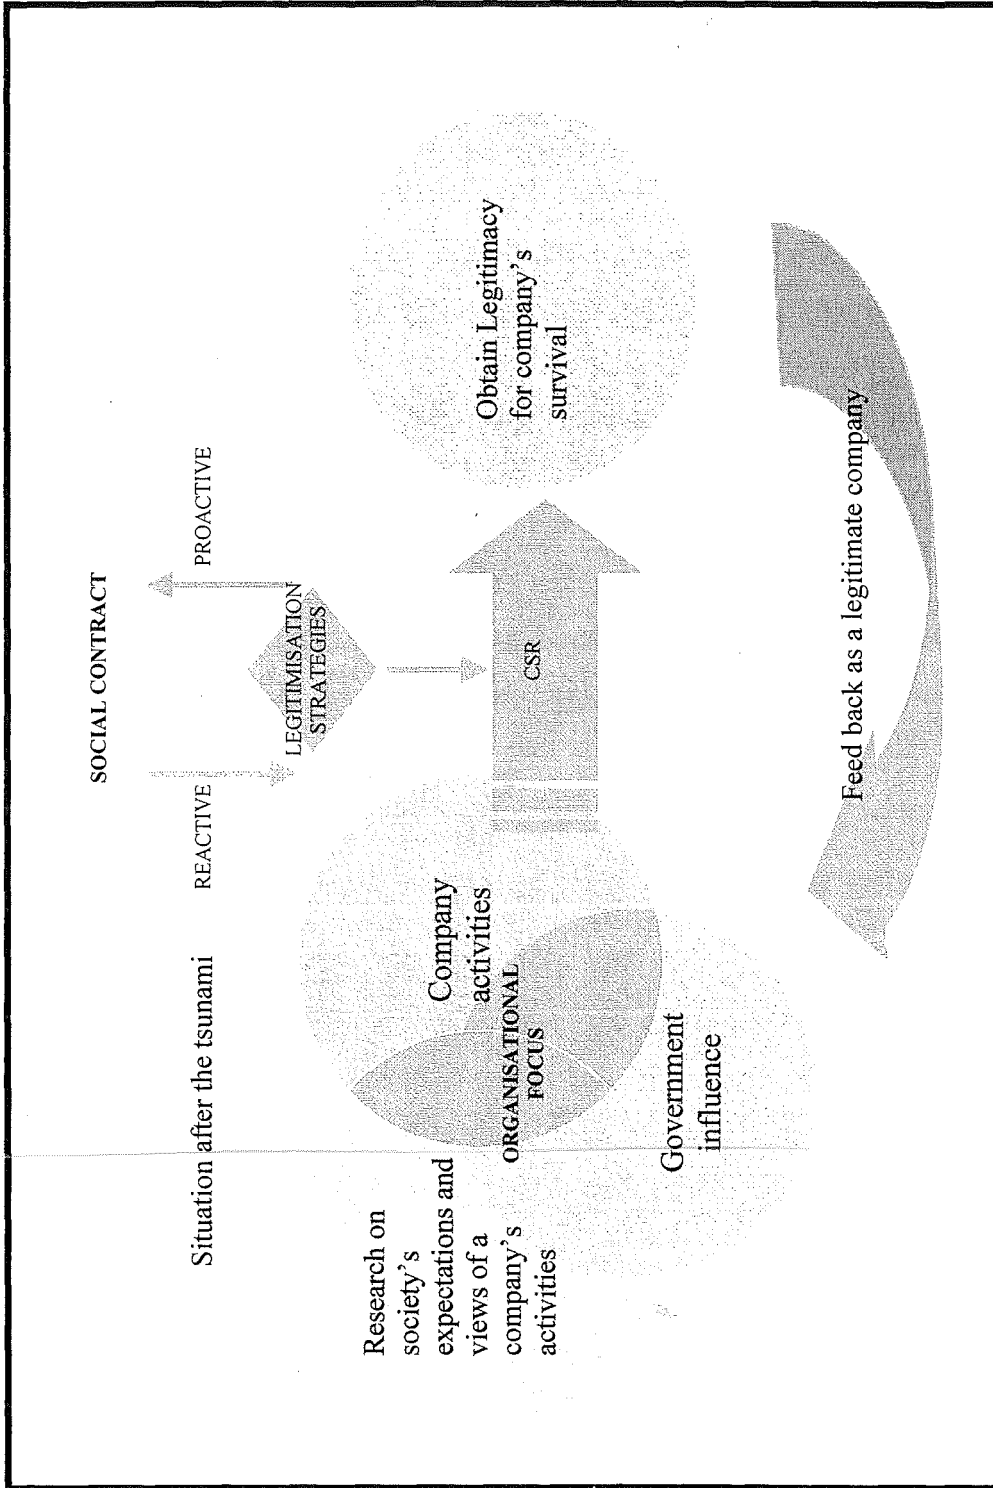 SOCIAL CONTRACT
Situation after the tsunami
REACTIVE
PROACTIVE
LEGITIMISATION
STRATEGIES
Research on
society's
expectations and
views of a
company's
activities
Company
activities
ORGANISATIONAL
FOCUS
Government
influence
CSR
Obtain Legitimacy
for company's
survival
Feed back as a legitimate company